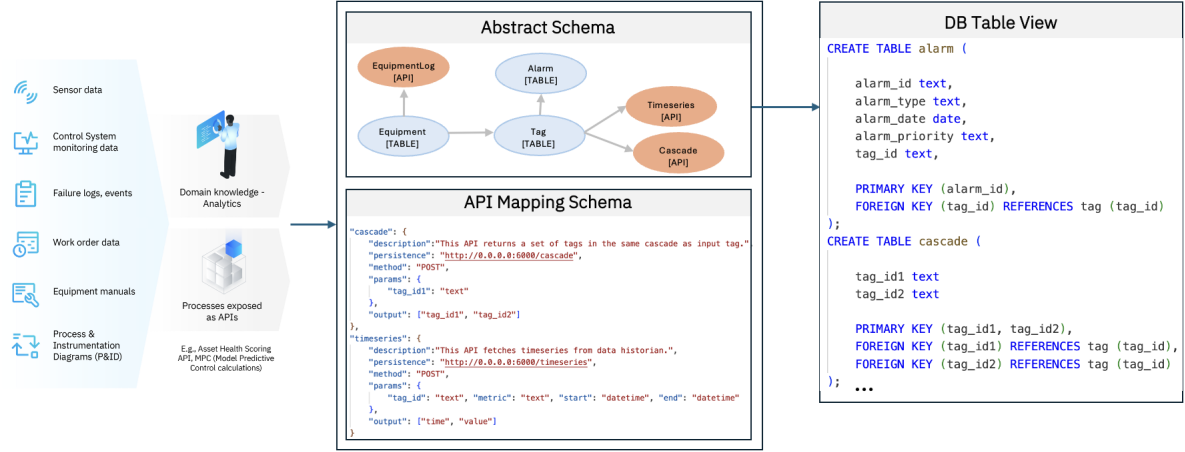 Sensor data
Control System
monitoring data
Failure logs, events
Work order data
Equipment manuals
Process &
Instrumentation
Diagrams (P&ID)
Domain knowledge -
Analytics
Processes exposed
as APIs
E.g., Asset Health Scoring
API, MPC (Model Predictive
Control calculations)
Abstract Schema
EquipmentLog
[API]
Alarm
[TABLE]
Timeseries
[API]
Equipment
[TABLE]
Tag
[TABLE]
Cascade
[API]
API Mapping Schema
"cascade": {
"description":"This API returns a set of tags in the same cascade as input tag."
"persistence": "http://0.0.0.0:6000/cascade",
"method": "POST",
"params": {
"tag_id1": "text"
},
"output": ["tag_id1", "tag_id2"]
},
"timeseries": {
"description":"This API fetches timeseries from data historian.",
"persistence": "http://0.0.0.0:6000/timeseries",
"method": "POST",
"params": {
"tag_id": "text", "metric": "text", "start": "datetime", "end": "datetime"
},
"output": ["time", "value"]
}
DB Table View
CREATE TABLE alarm (
alarm_id text,
alarm_type text,
alarm_date date,
alarm_priority text,
tag_id text,
PRIMARY KEY (alarm_id),
FOREIGN KEY (tag_id) REFERENCES tag (tag_id)
);
CREATE TABLE cascade (
tag_id1 text
tag_id2 text
PRIMARY KEY (tag_id1, tag_id2),
FOREIGN KEY (tag_id1) REFERENCES tag (tag_id),
FOREIGN KEY (tag_id2) REFERENCES tag (tag_id)
);
...